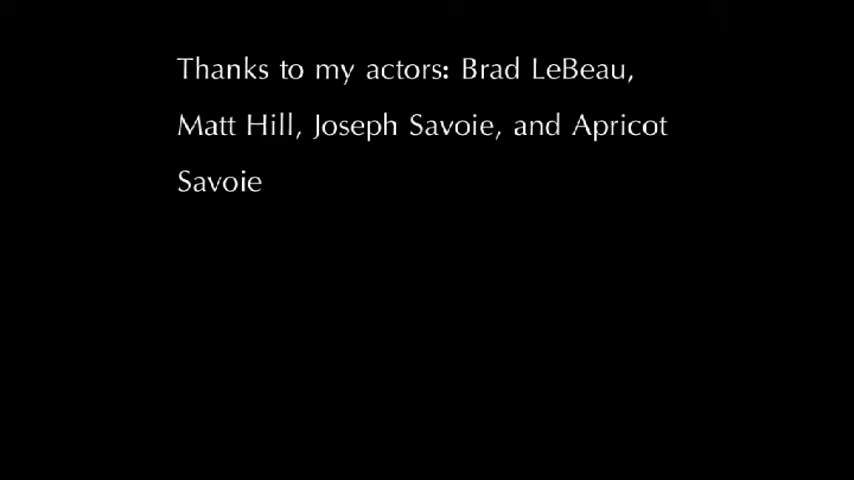 Thanks to my actors: Brad LeBeau,
Matt Hill, Joseph Savoie, and Apricot
Savoie